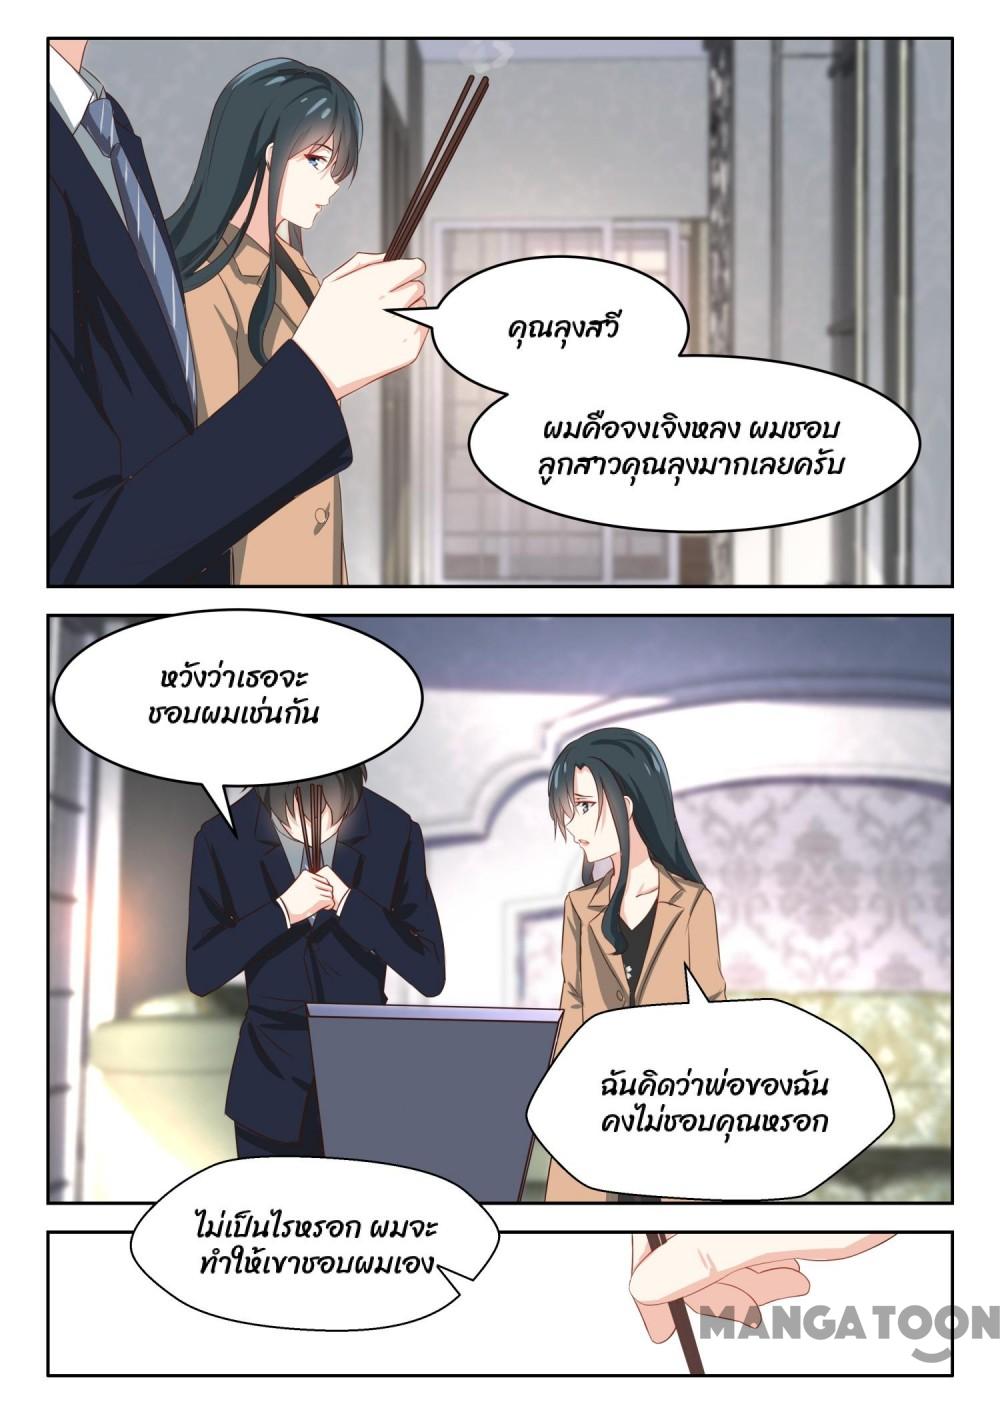 คุณลุงสวี
ผมคือจงเจิงหลง ผมชอบ
ลูกสาวคุณลุงมากเลยครับ
หวังว่าเธอจะ
ชอบผมเช่นกัน
ฉันคิดว่าพ่อของฉัน
คงไม่ชอบคุณหรอก
ไม่เป็นไรหรอก ผมจะ
ทำให้เขาชอบผมเอง
MANGATOON